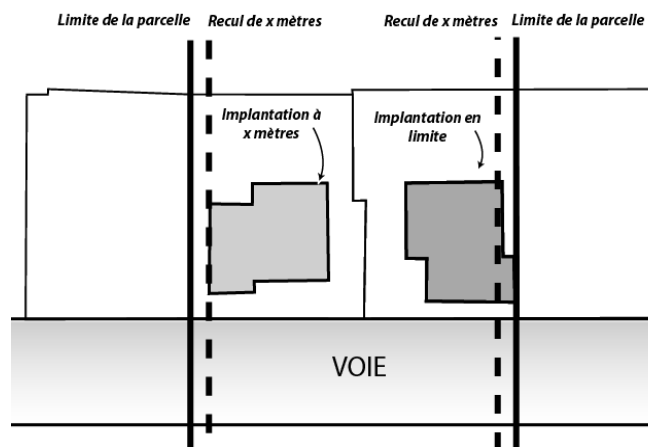 Limite de la parcelle
Recul de x mètres
Recul de x mètres
Limite de la parcelle
Implantation à
x mètres
Implantation en
limite
VOIE